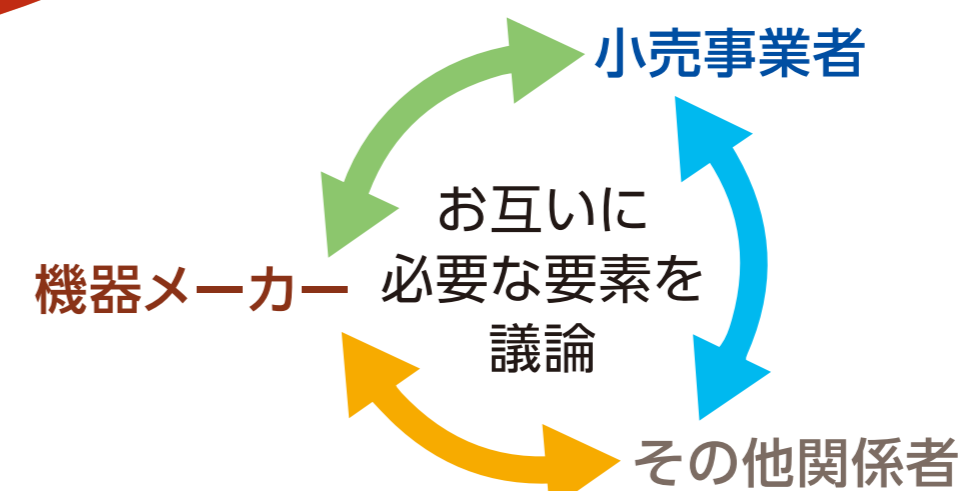 小売事業者
お互いに
必要な要素を
議論
機器メーカー
その他関係者